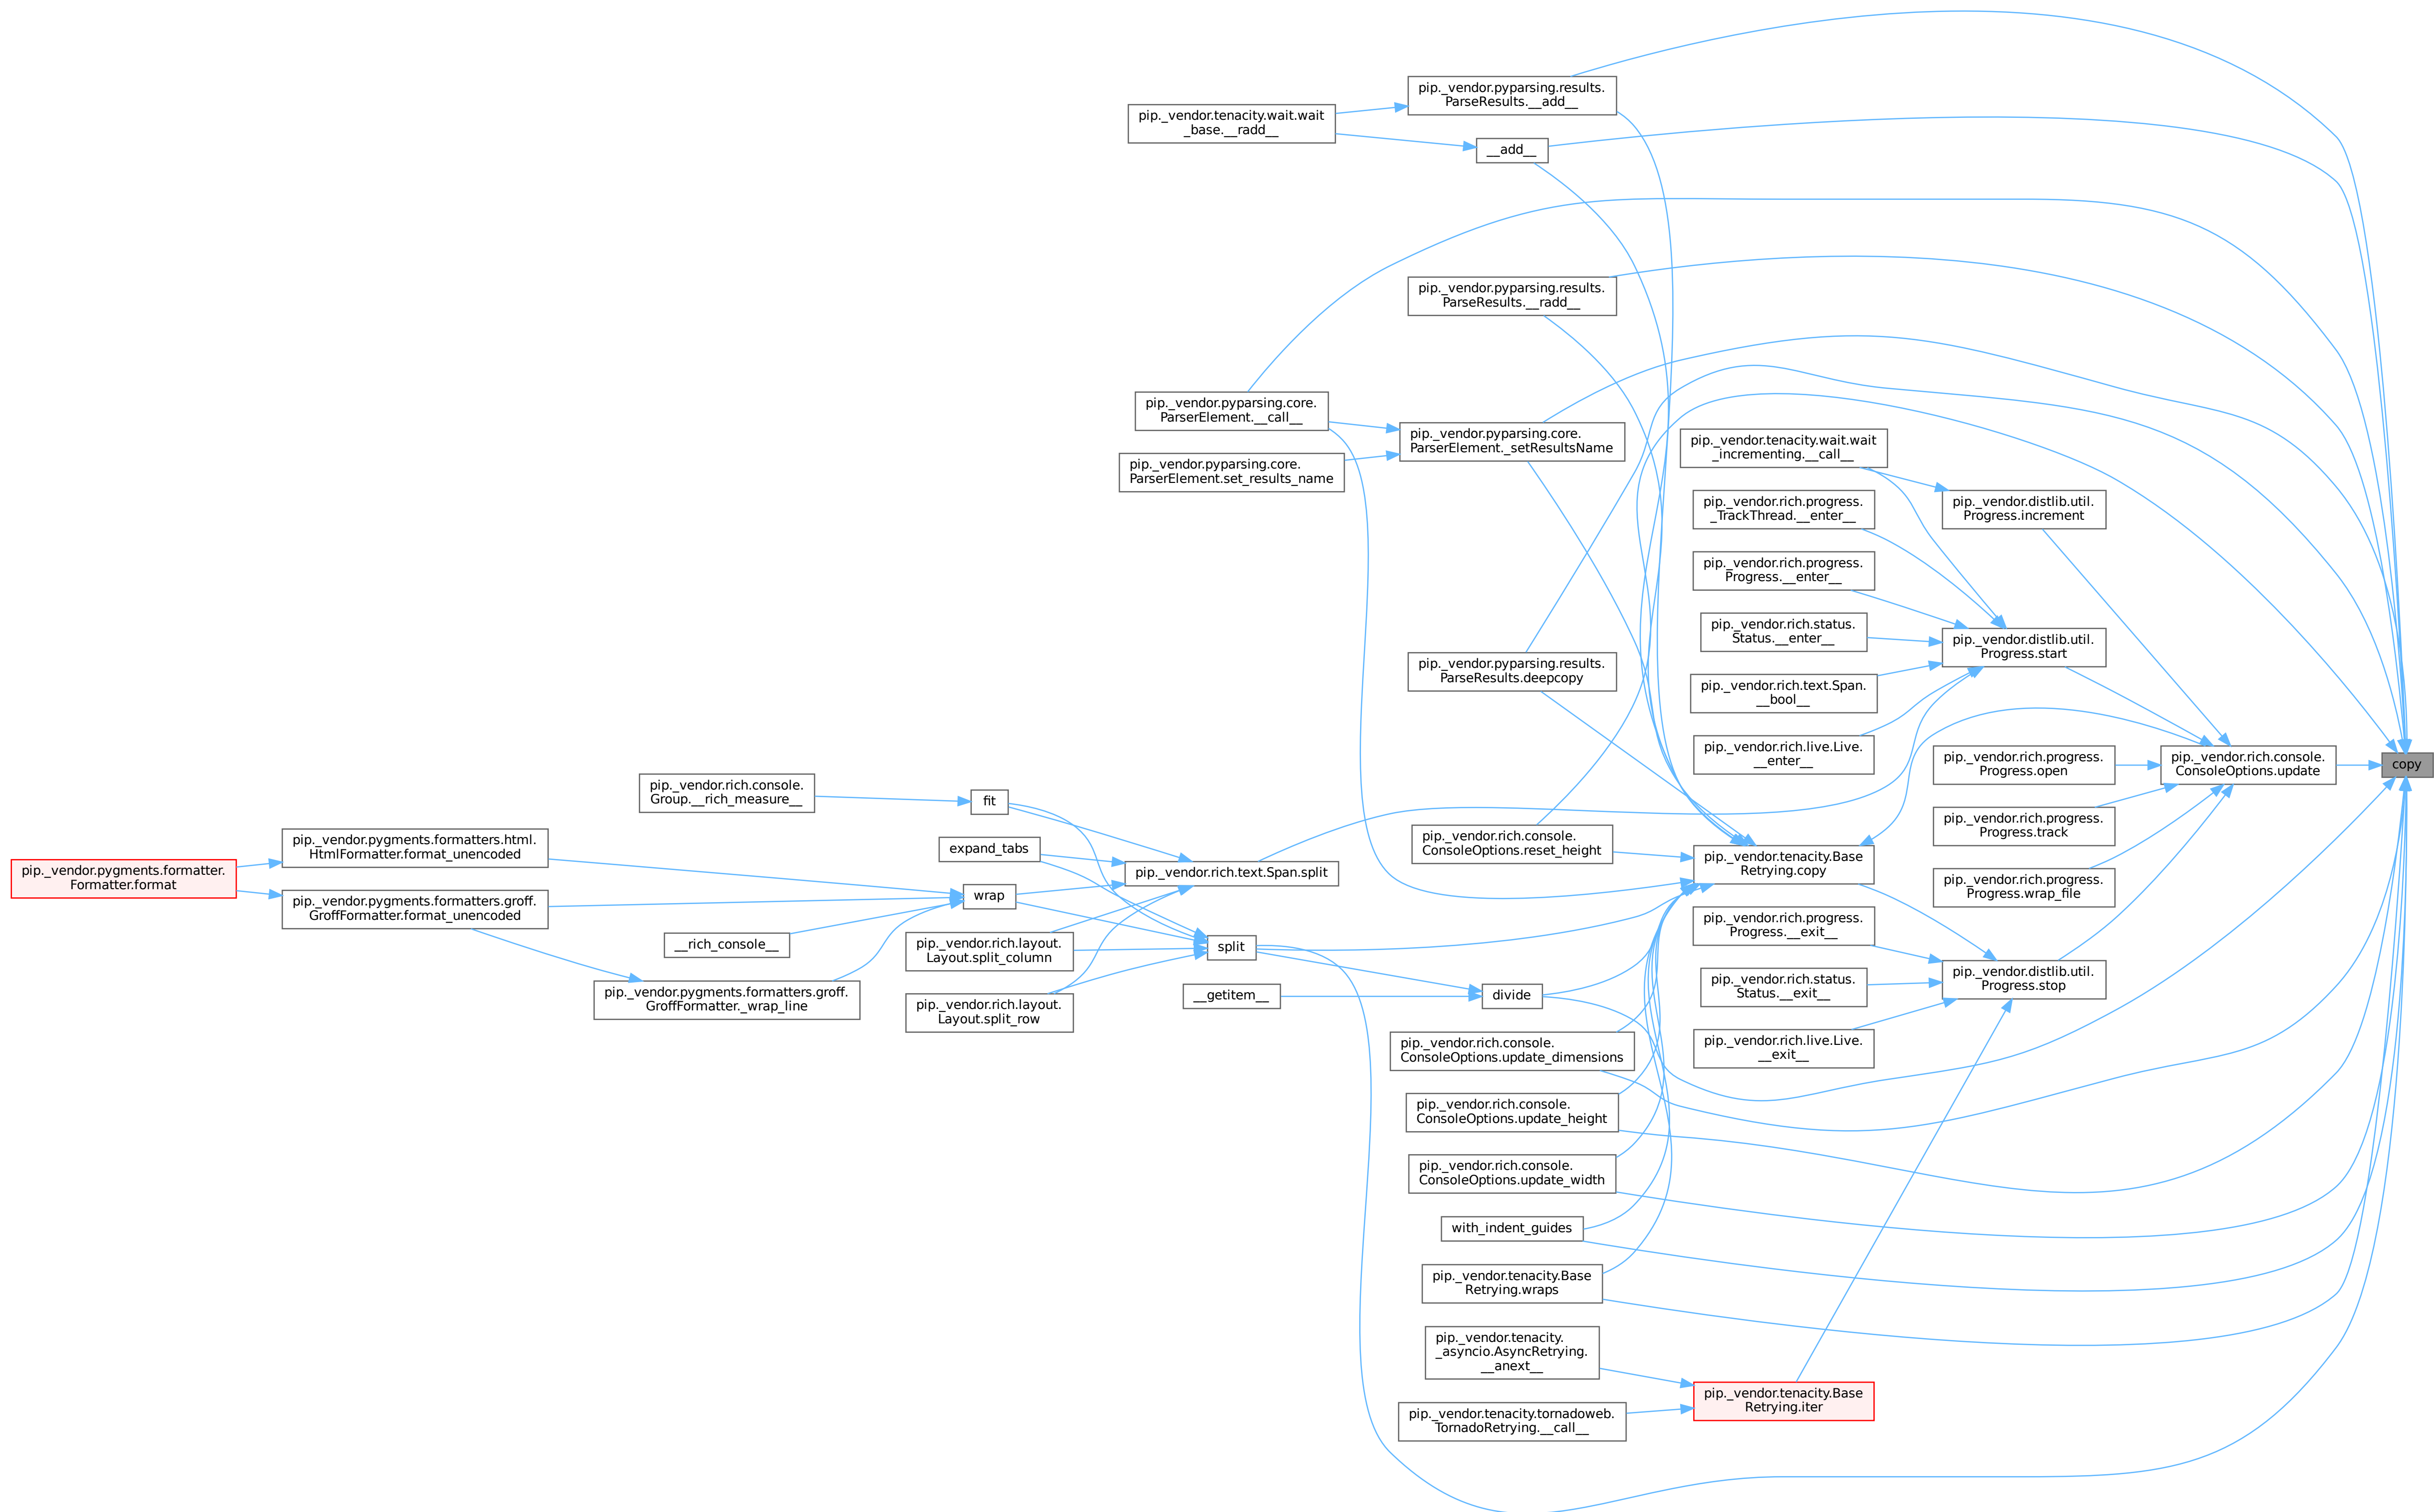 pip._vendor.pyparsing.results.
ParseResults.__add__
pip._vendor.tenacity.wait.wait
_base.__radd__
__add__
pip._vendor.pyparsing.results.
ParseResults.__radd__
pip._vendor.pyparsing.core.
ParserElement.__call__
pip._vendor.pyparsing.core.
ParserElement._setResultsName
pip._vendor.tenacity.wait.wait
_incrementing.__call__
pip._vendor.pyparsing.core.
ParserElement.set_results_name
pip._vendor.rich.progress.
_TrackThread.__enter__
pip._vendor.distlib.util.
Progress.increment
pip._vendor.rich.progress.
Progress.__enter__
pip._vendor.rich.status.
Status.__enter__
pip._vendor.distlib.util.
Progress.start
pip._vendor.pyparsing.results.
ParseResults.deepcopy
pip._vendor.rich.text.Span.
__bool__
pip._vendor.rich.live.Live.
__enter__
pip._vendor.rich.progress.
Progress.open
pip._vendor.rich.console.
ConsoleOptions.update
copy
pip._vendor.rich.console.
Group.__rich_measure__
fit
pip._vendor.rich.progress.
Progress.track
pip._vendor.rich.console.
ConsoleOptions.reset_height
pip._vendor.pygments.formatters.html.
HtmlFormatter.format_unencoded
expand_tabs
pip._vendor.tenacity.Base
Retrying.copy
pip._vendor.pygments.formatter.
Formatter.format
pip._vendor.rich.text.Span.split
pip._vendor.rich.progress.
Progress.wrap_file
pip._vendor.pygments.formatters.groff.
GroffFormatter.format_unencoded
wrap
pip._vendor.rich.progress.
Progress.__exit__
__rich_console__
pip._vendor.rich.layout.
Layout.split_column
split
pip._vendor.rich.status.
Status.__exit__
pip._vendor.distlib.util.
Progress.stop
pip._vendor.pygments.formatters.groff.
GroffFormatter._wrap_line
pip._vendor.rich.layout.
Layout.split_row
__getitem__
divide
pip._vendor.rich.console.
ConsoleOptions.update_dimensions
pip._vendor.rich.live.Live.
__exit__
pip._vendor.rich.console.
ConsoleOptions.update_height
pip._vendor.rich.console.
ConsoleOptions.update_width
with_indent_guides
pip._vendor.tenacity.Base
Retrying.wraps
pip._vendor.tenacity.
_asyncio.AsyncRetrying.
__anext__
pip._vendor.tenacity.Base
Retrying.iter
pip._vendor.tenacity.tornadoweb.
TornadoRetrying.__call__